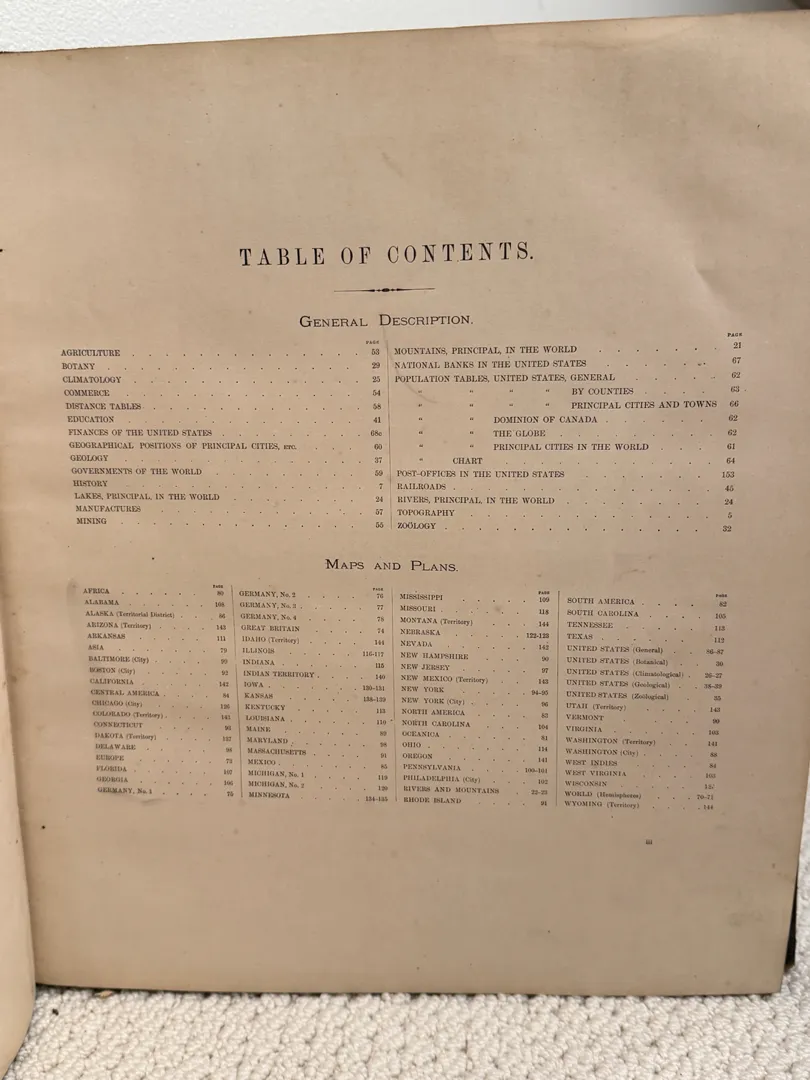 TABLE OF CONTENTS.
GENERAL DESCRIPTION.
PAGE
AGRICULTURE . . . . 53
BOTANY . . . . 29
CLIMATOLOGY . . . . 25
COMMERCE . . . . 54
DISTANCE TABLES . . . . 58
EDUCATION . . . . 41
FINANCES OF THE UNITED STATES . . . . 68c
GEOGRAPHICAL POSITIONS OF PRINCIPAL CITIES, ETC. . . . . 60
GEOLOGY . . . . 37
GOVERNMENTS OF THE WORLD . . . . 59
HISTORY . . . . 7
LAKES, PRINCIPAL, IN THE WORLD . . . . 24
MANUFACTURES . . . . 57
MINING . . . . 55
PAGE
MOUNTAINS, PRINCIPAL, IN THE WORLD . . . . 21
NATIONAL BANKS IN THE UNITED STATES . . . . 67
POPULATION TABLES, UNITED STATES, GENERAL . . . . 62
" " " " BY COUNTIES . . . . 63
" " " " PRINCIPAL CITIES AND TOWNS 66
" " DOMINION OF CANADA . . . . 62
" " THE GLOBE . . . . 62
" " PRINCIPAL CITIES IN THE WORLD . . . . 61
" CHART . . . . 64
POST-OFFICES IN THE UNITED STATES . . . . 153
RAILROADS . . . . 45
RIVERS, PRINCIPAL, IN THE WORLD . . . . 24
TOPOGRAPHY . . . . 5
ZOÖLOGY . . . . 32
MAPS AND PLANS.
PAGE
AFRICA . . . . 80
ALABAMA . . . . 108
ALASKA (Territorial District) . . . . 86
ARIZONA (Territory) . . . . 143
ARKANSAS . . . . 111
ASIA . . . . 79
BALTIMORE (City) . . . . 99
BOSTON (City) . . . . 92
CALIFORNIA . . . . 142
CENTRAL AMERICA . . . . 84
CHICAGO (City) . . . . 126
COLORADO (Territory) . . . . 141
CONNECTICUT . . . . 93
DAKOTA (Territory) . . . . 137
DELAWARE . . . . 98
EUROPE . . . . 73
FLORIDA . . . . 107
GEORGIA . . . . 106
GERMANY, No. 1 . . . . 75
PAGE
GERMANY, No. 2 . . . . 76
GERMANY, No. 3 . . . . 77
GERMANY, No. 4 . . . . 78
GREAT BRITAIN . . . . 74
IDAHO (Territory) . . . . 144
ILLINOIS . . . . 116-117
INDIANA . . . . 115
INDIAN TERRITORY . . . . 140
IOWA . . . . 130-131
KANSAS . . . . 138-139
KENTUCKY . . . . 113
LOUISIANA . . . . 110
MAINE . . . . 89
MARYLAND . . . . 98
MASSACHUSETTS . . . . 91
MEXICO . . . . 85
MICHIGAN, No. 1 . . . . 119
MICHIGAN, No. 2 . . . . 120
MINNESOTA . . . . 134-135
PAGE
MISSISSIPPI . . . . 109
MISSOURI . . . . 118
MONTANA (Territory) . . . . 144
NEBRASKA . . . . 122-123
NEVADA . . . . 142
NEW HAMPSHIRE . . . . 90
NEW JERSEY . . . . 97
NEW MEXICO (Territory) . . . . 143
NEW YORK . . . . 94-95
NEW YORK (City) . . . . 96
NORTH AMERICA . . . . 83
NORTH CAROLINA . . . . 104
OCEANICA . . . . 81
OHIO . . . . 114
OREGON . . . . 141
PENNSYLVANIA . . . . 100-101
PHILADELPHIA (City) . . . . 102
RIVERS AND MOUNTAINS . . . . 22-23
RHODE ISLAND . . . . 91
PAGE
SOUTH AMERICA . . . . 82
SOUTH CAROLINA . . . . 105
TENNESSEE . . . . 113
TEXAS . . . . 112
UNITED STATES (General) . . . . 86-87
UNITED STATES (Botanical) . . . . 30
UNITED STATES (Climatological) . . . . 26-27
UNITED STATES (Geological) . . . . 38-39
UNITED STATES (Zoölogical) . . . . 35
UTAH (Territory) . . . . 143
VERMONT . . . . 90
VIRGINIA . . . . 103
WASHINGTON (Territory) . . . . 141
WASHINGTON (City) . . . . 88
WEST INDIES . . . . 84
WEST VIRGINIA . . . . 103
WISCONSIN . . . . 127
WORLD (Hemispheres) . . . . 70-71
WYOMING (Territory) . . . . 144
iii